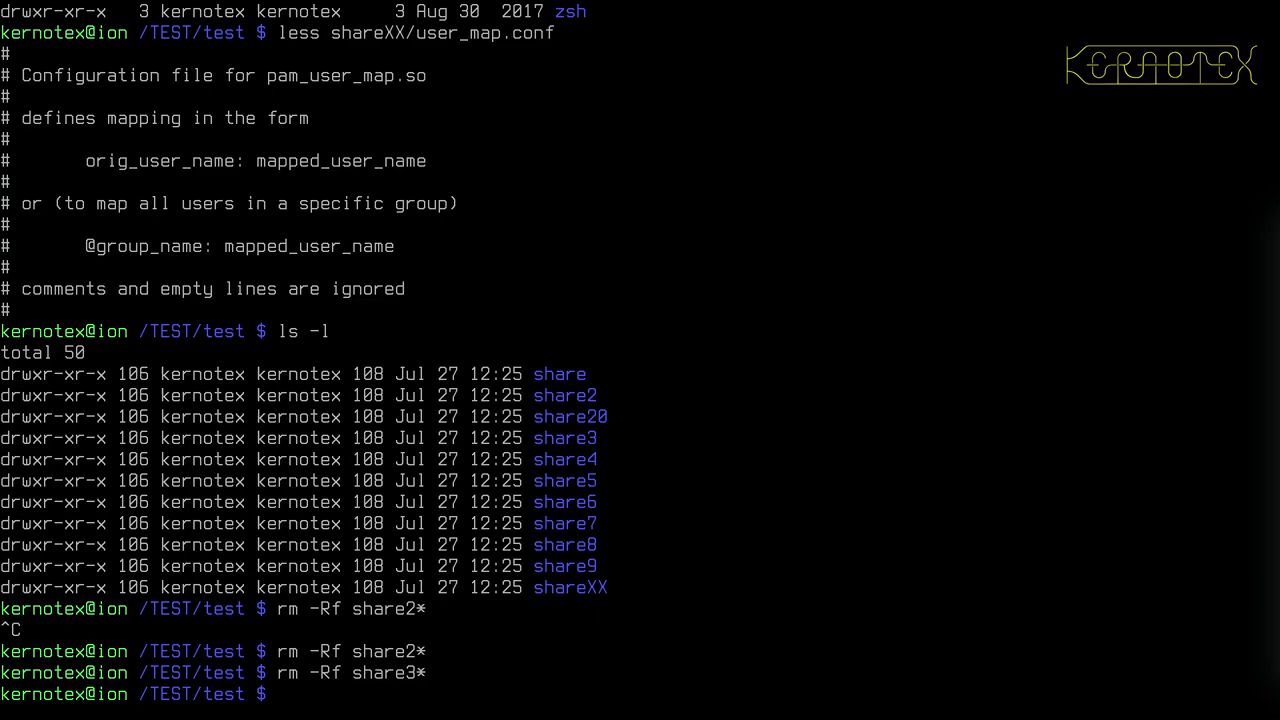 drwxr-xr-x   3 kernotex kernotex     3 Aug 30  2017 zsh
kernotex@ion /TEST/test $ less shareXX/user_map.conf
KERNOTEX
#
# Configuration file for pam_user_map.so
#
# defines mapping in the form
#
#       orig_user_name: mapped_user_name
#
# or (to map all users in a specific group)
#
#       @group_name: mapped_user_name
#
# comments and empty lines are ignored
#
kernotex@ion /TEST/test $ ls -l
total 50
drwxr-xr-x 106 kernotex kernotex 108 Jul 27 12:25 share
drwxr-xr-x 106 kernotex kernotex 108 Jul 27 12:25 share2
drwxr-xr-x 106 kernotex kernotex 108 Jul 27 12:25 share20
drwxr-xr-x 106 kernotex kernotex 108 Jul 27 12:25 share3
drwxr-xr-x 106 kernotex kernotex 108 Jul 27 12:25 share4
drwxr-xr-x 106 kernotex kernotex 108 Jul 27 12:25 share5
drwxr-xr-x 106 kernotex kernotex 108 Jul 27 12:25 share6
drwxr-xr-x 106 kernotex kernotex 108 Jul 27 12:25 share7
drwxr-xr-x 106 kernotex kernotex 108 Jul 27 12:25 share8
drwxr-xr-x 106 kernotex kernotex 108 Jul 27 12:25 share9
drwxr-xr-x 106 kernotex kernotex 108 Jul 27 12:25 shareXX
kernotex@ion /TEST/test $ rm -Rf share2*
^C
kernotex@ion /TEST/test $ rm -Rf share2*
kernotex@ion /TEST/test $ rm -Rf share3*
kernotex@ion /TEST/test $